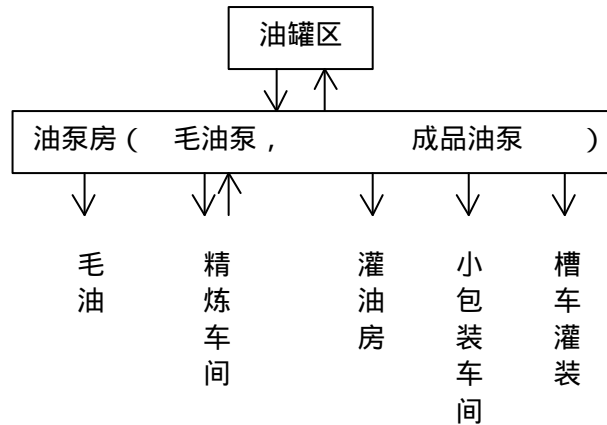 油罐区
油泵房( 毛油泵, 成品油泵 )
毛油
精炼车间
灌油房
小包装车间
槽车灌装